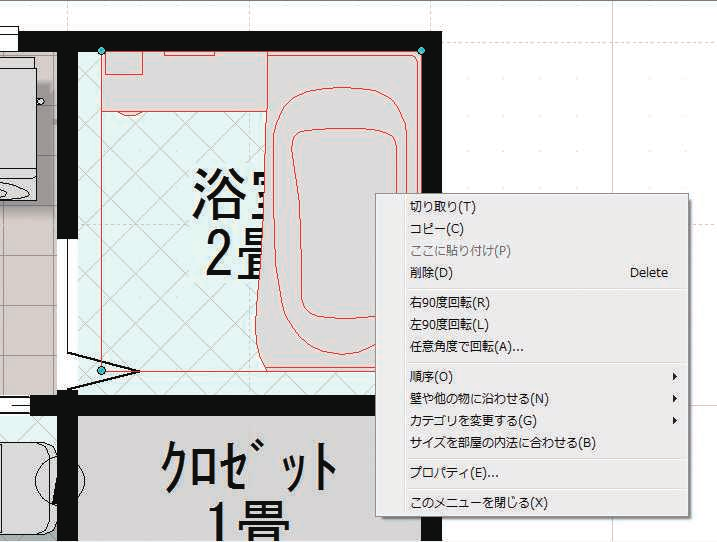 浴室
2畳
切り取り(T)
コピー(C)
ここに貼り付け(P)
削除(D) Delete
右90度回転(R)
左90度回転(L)
任意角度で回転(A)...
順序(O)
壁や他の物に沿わせる(N)
カテゴリを変更する(G)
サイズを部屋の内法に合わせる(B)
プロパティ(E)...
このメニューを閉じる(X)
ｸﾛｾﾞｯﾄ
1畳